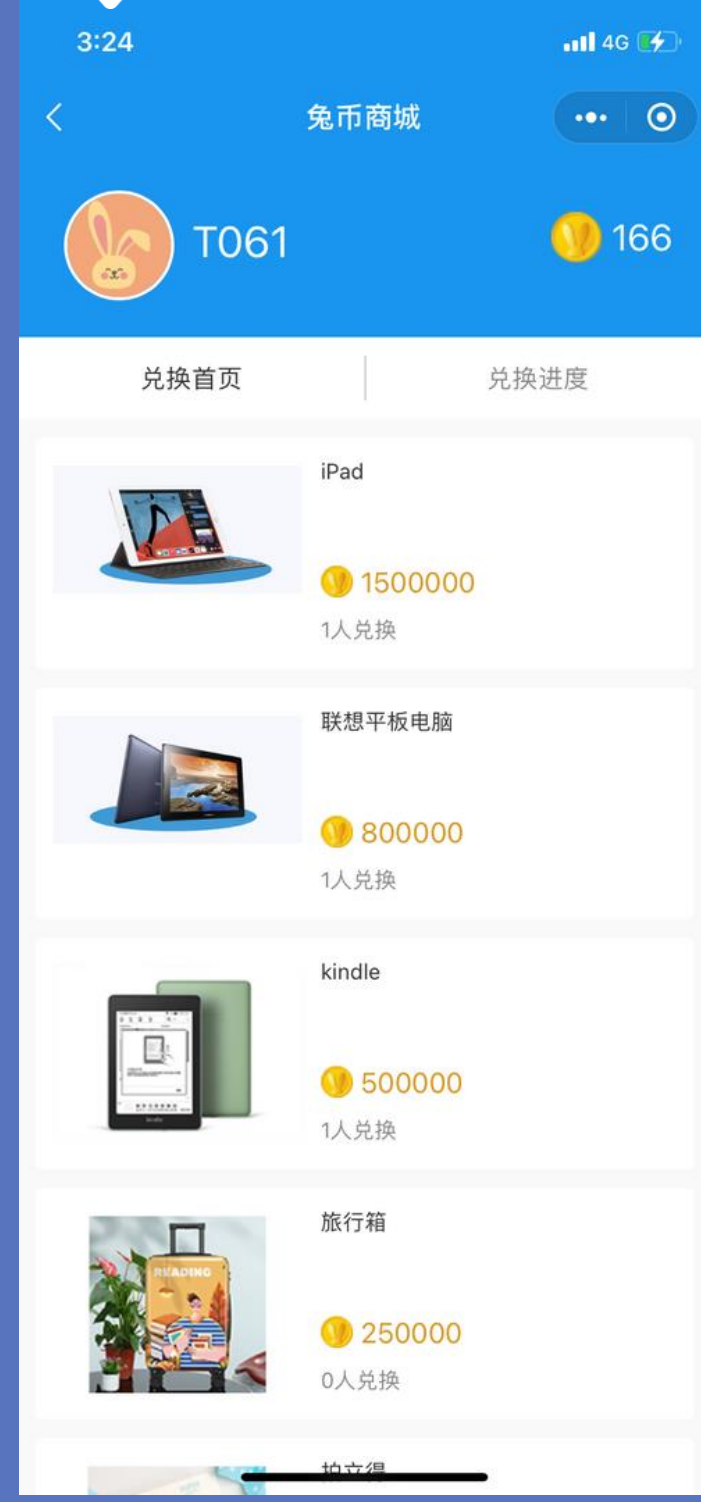 3:24
4G
兔币商城
T061
166
兑换首页
兑换进度
iPad
1500000
1人兑换
联想平板电脑
800000
1人兑换
kindle
500000
1人兑换
旅行箱
READING
250000
0人兑换
拍立得